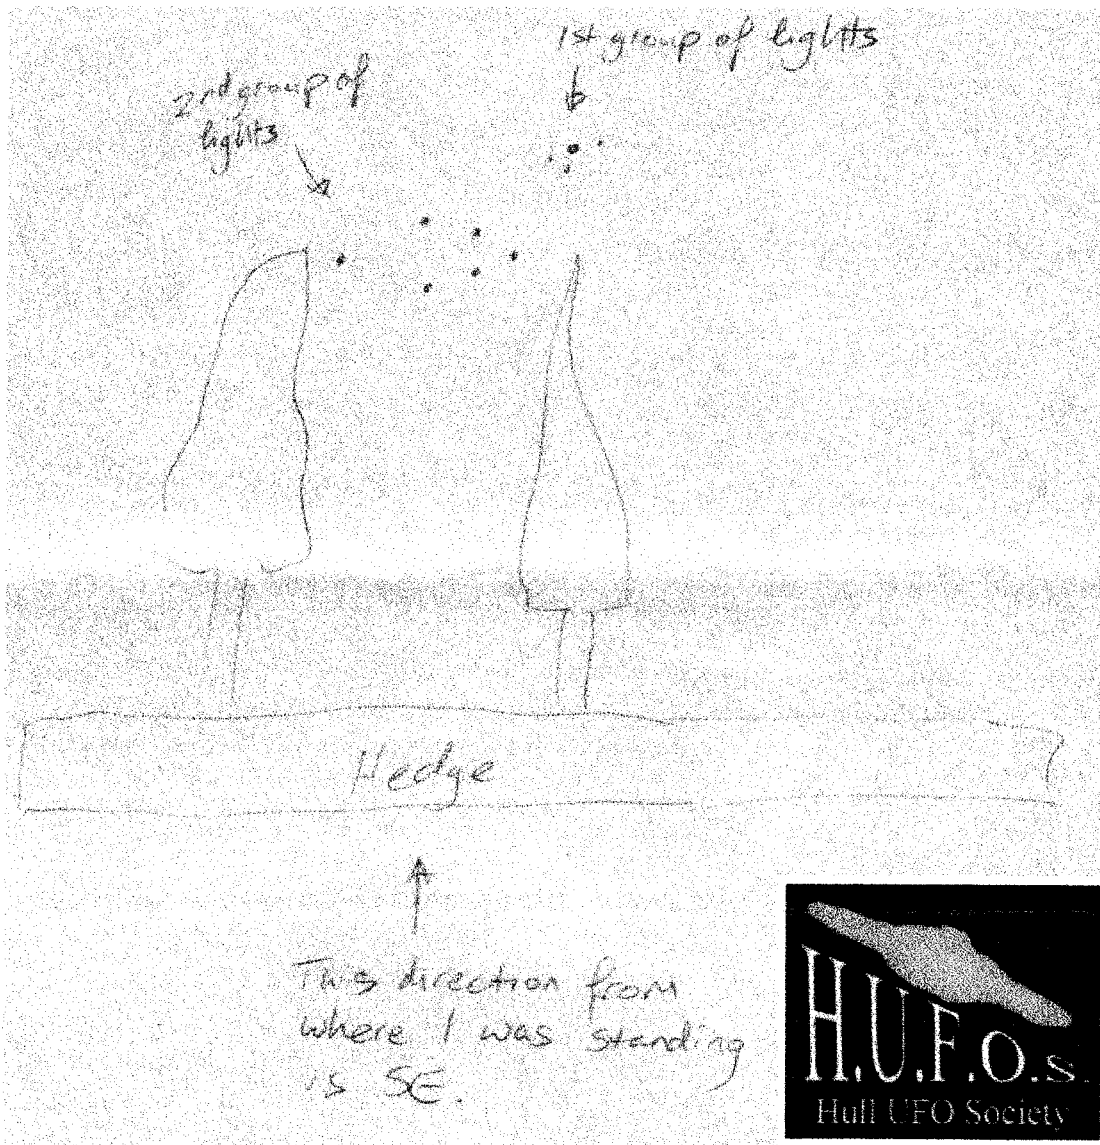 1st group of lights
2nd group of
lights
Hedge
This direction from
where I was standing
is SE.
H.U.F.O.s.
Hull UFO Society